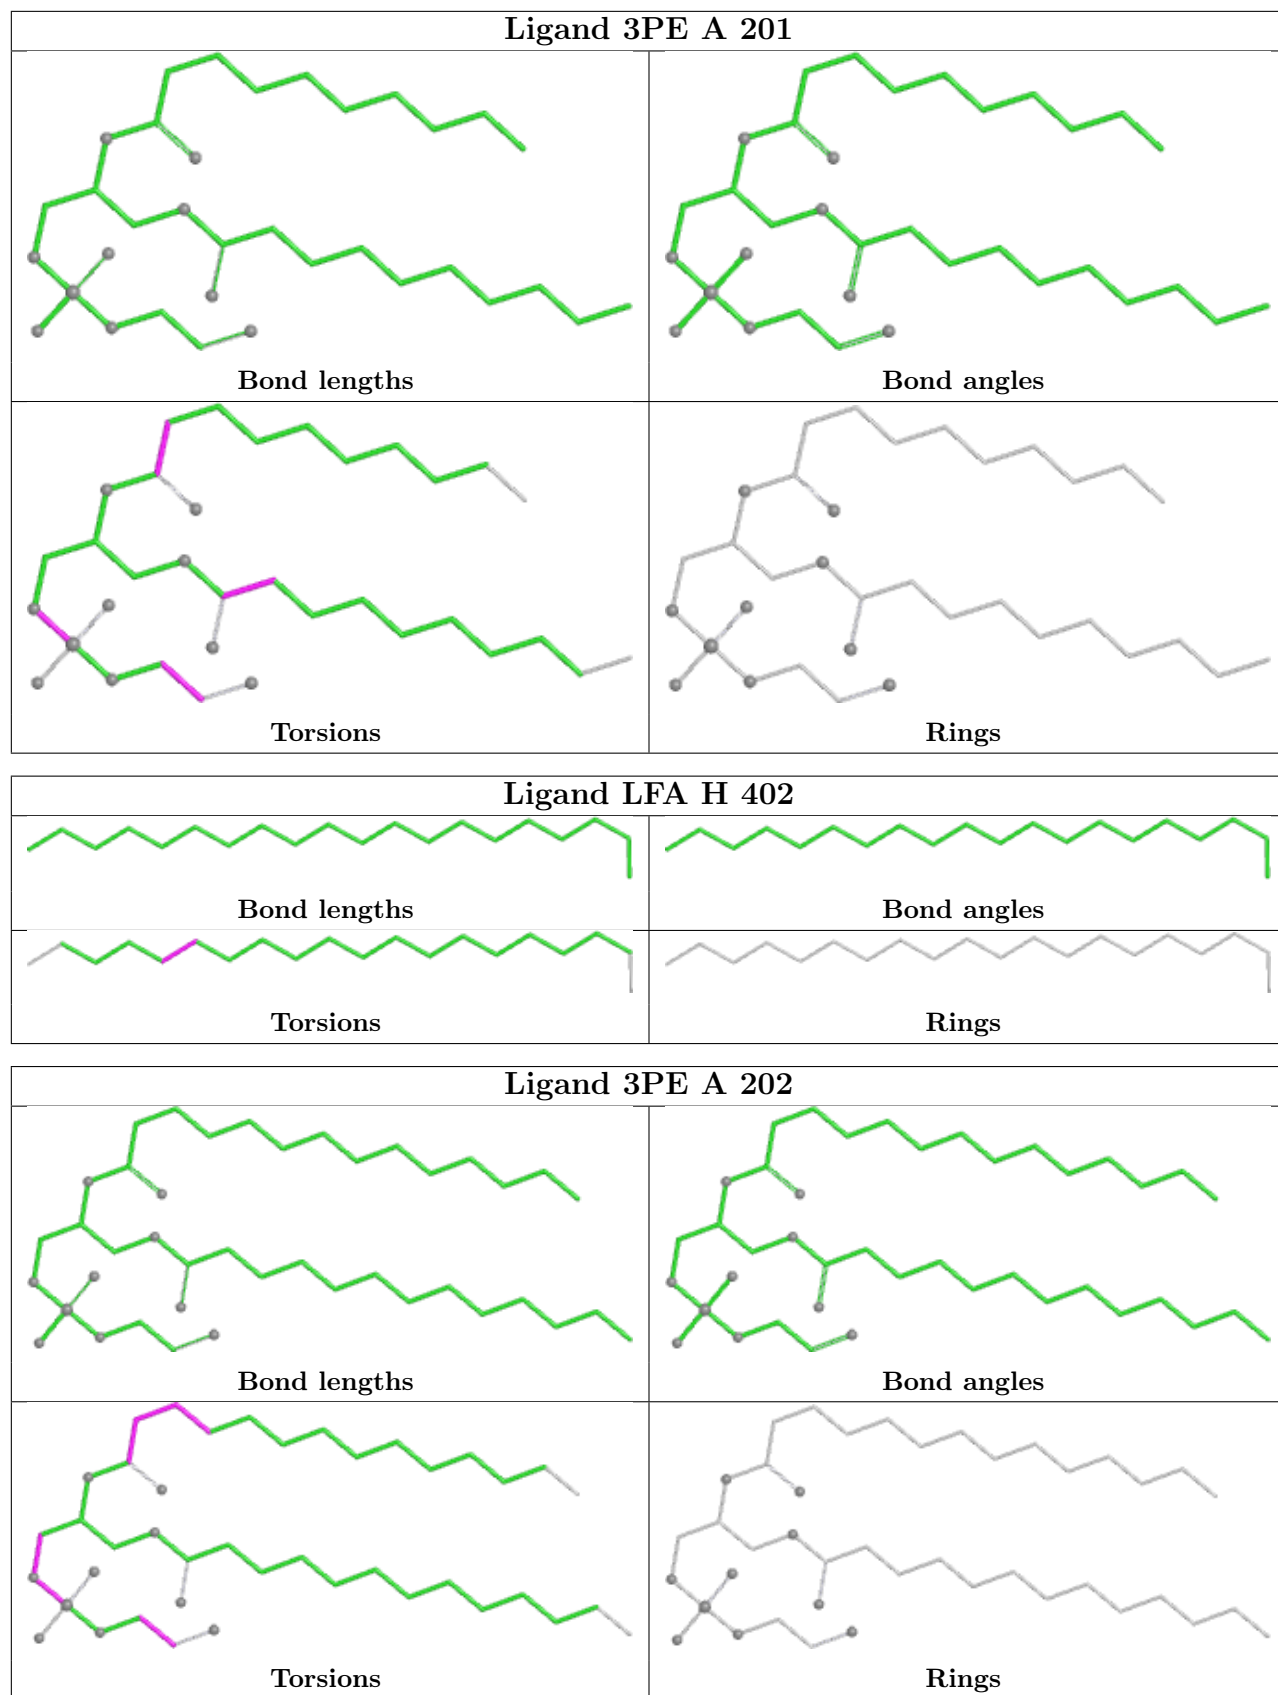 Ligand 3PE A 201
Bond lengths
Bond angles
Torsions
Rings
Ligand LFA H 402
Bond lengths
Bond angles
Torsions
Rings
Ligand 3PE A 202
Bond lengths
Bond angles
Torsions
Rings